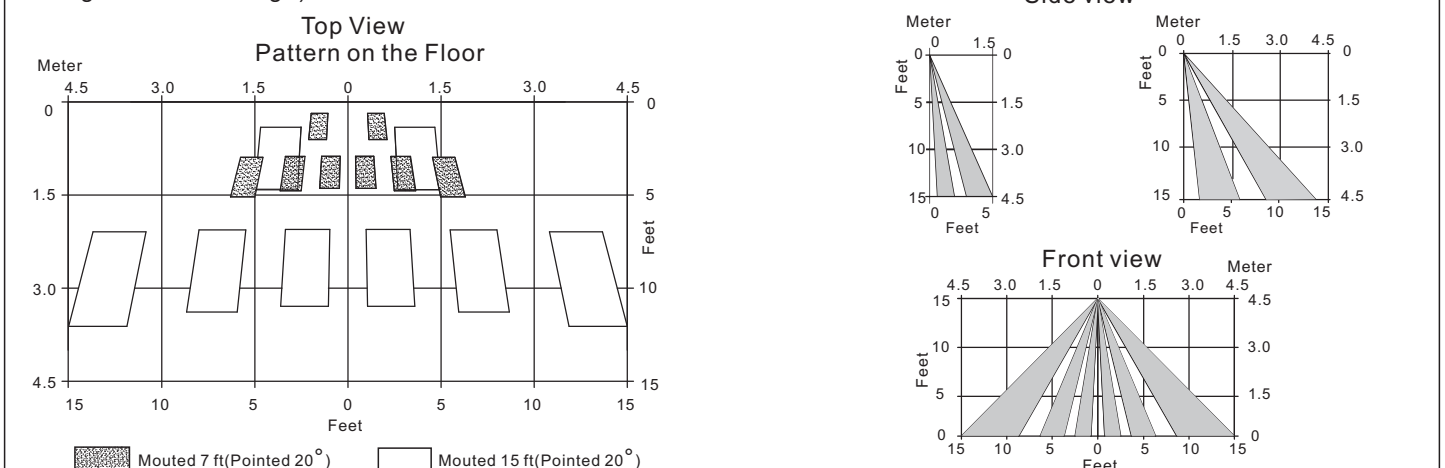 Top View
Pattern on the Floor
Meter
4.5 3.0 1.5 0 1.5 3.0 4.5
0 0
1.5 5
Feet
3.0 10
4.5 15
15 10 5 0 5 10 15
Feet
Mouted 7 ft(Pointed 20°) Mouted 15 ft(Pointed 20°)
Meter
0 1.5
0 0
Feet
5 1.5
10 3.0
15 4.5
0 5
Feet
Meter
0 1.5 3.0 4.5
0 0
Feet
5 1.5
10 3.0
15 4.5
0 5 10 15
Feet
Front view
Meter
4.5 3.0 1.5 0 1.5 3.0 4.5
15 4.5
10 3.0
Feet
5 1.5
0 0
15 10 5 0 5 10 15
Feet